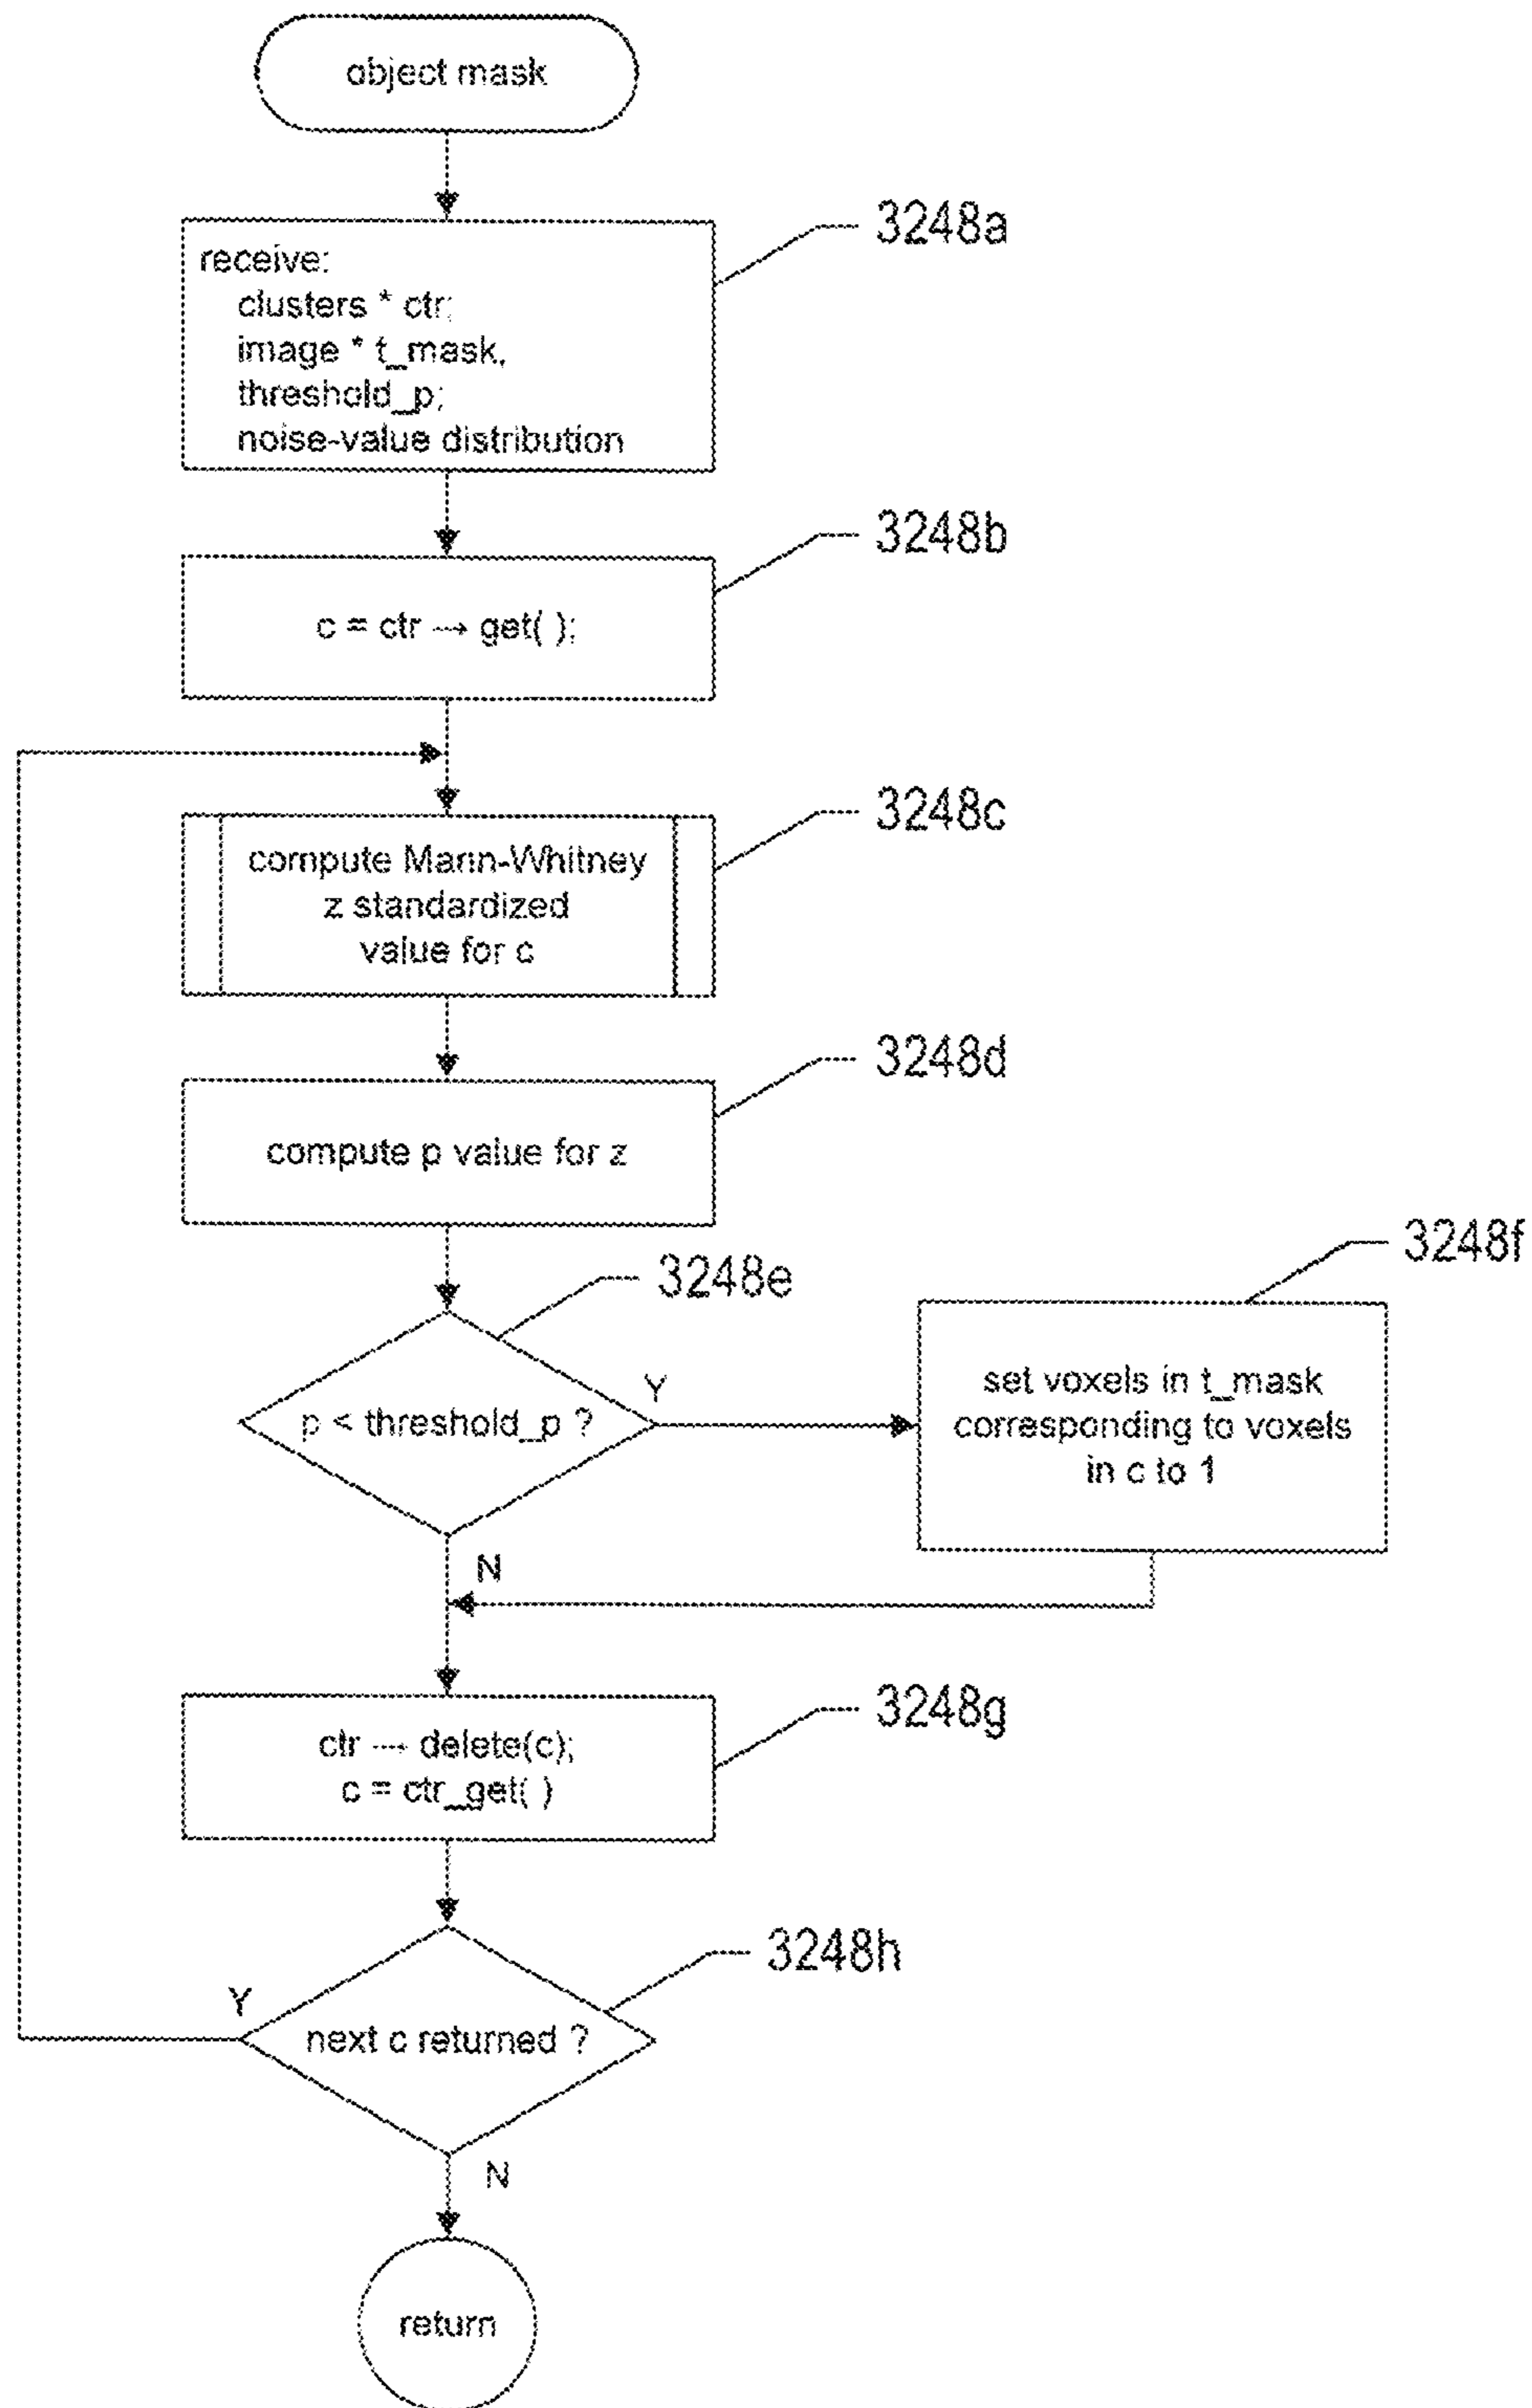 object mask
3248a
receive:
clusters * ctr;
image * t_mask,
threshold_p;
noise-value distribution
3248b
c = ctr → get( );
3248c
compute Mann-Whitney
z standardized
value for c
3248d
compute p value for z
3248e
3248f
p < threshold_p ?
Y
set voxels in t_mask
corresponding to voxels
in c to 1
N
3248g
ctr → delete(c);
c = ctr_get( )
3248h
Y
next c returned ?
N
return